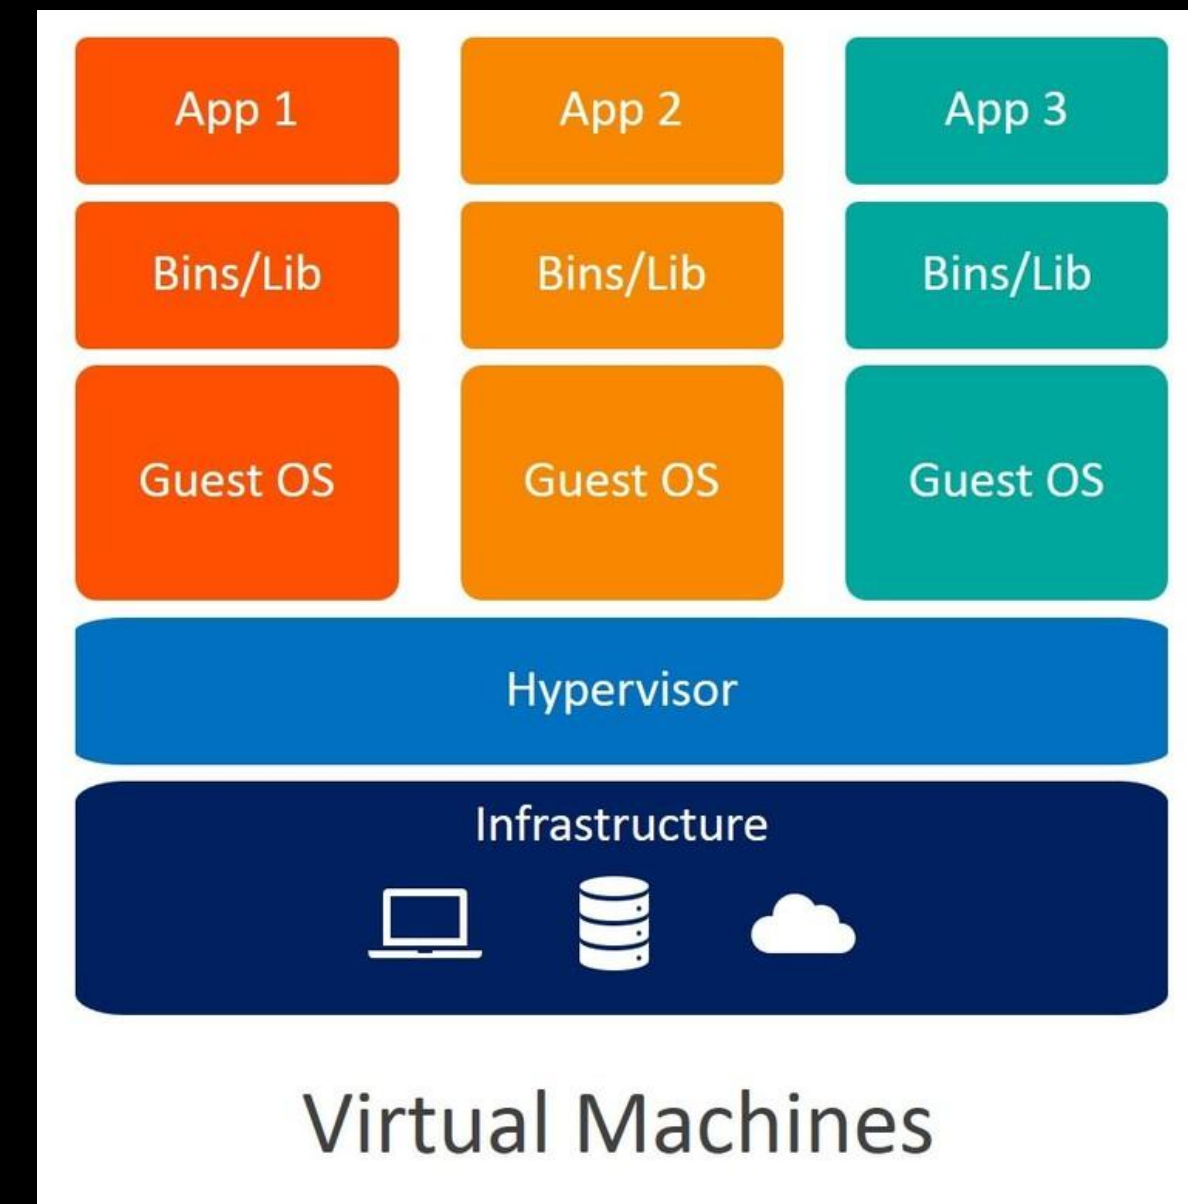 App 1
App 2
App 3
Bins/Lib
Bins/Lib
Bins/Lib
Guest OS
Guest OS
Guest OS
Hypervisor
Infrastructure
Virtual Machines